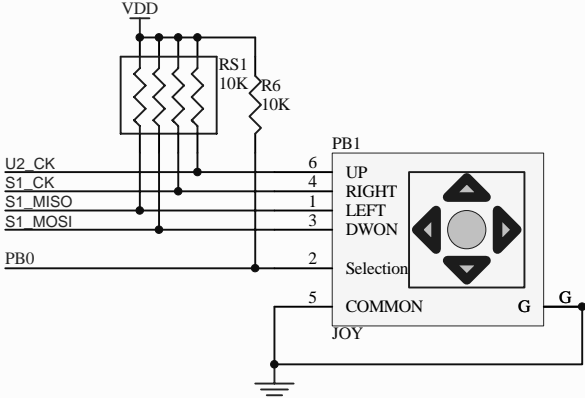 VDD
RS1
10K
R6
10K
PB1
U2_CK 6 UP
S1_CK 4 RIGHT
S1_MISO 1 LEFT
S1_MOSI 3 DWON
PB0 2 Selection
5 COMMON G G
JOY